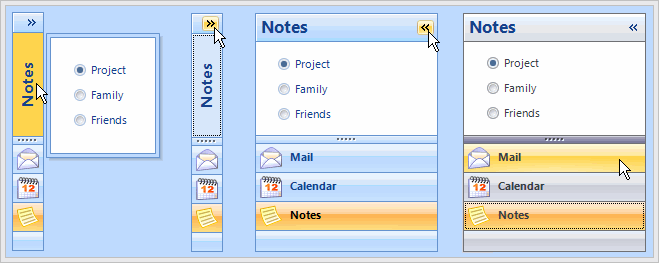 »
Notes
Project
Family
Friends
12
»
Notes
12
Notes «
Project
Family
Friends
Mail
12 Calendar
Notes
Notes «
Project
Family
Friends
Mail
12 Calendar
Notes